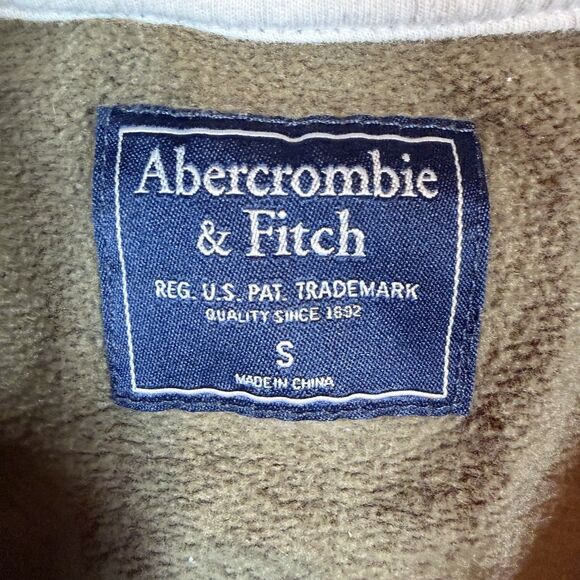 Abercrombie
& Fitch
REG. U.S. PAT. TRADEMARK
QUALITY SINCE 1892
S
MADE IN CHINA